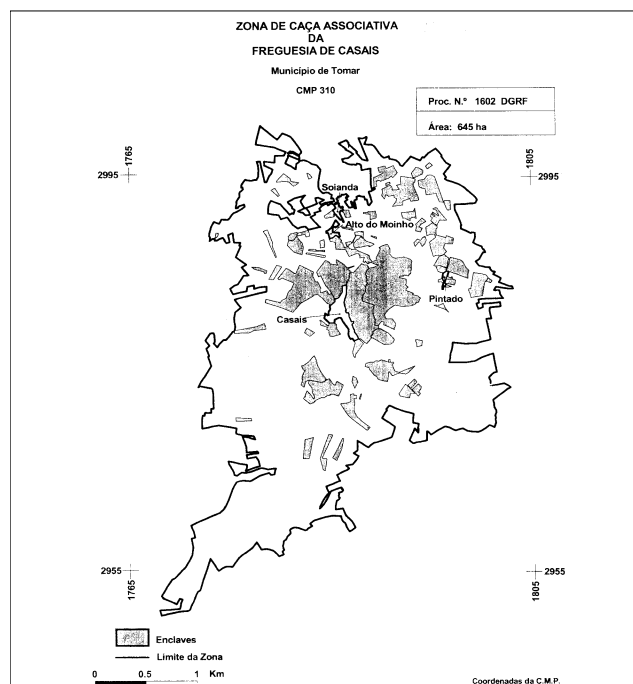 ZONA DE CAÇA ASSOCIATIVA
DA
FREGUESIA DE CASAIS
Município de Tomar
CMP 310
Proc. N.º 1602 DGRF
Área: 645 ha
1765
2995
1805
2995
Soianda
Alto do Moinho
Pintado
Casais
2955
1765
2955
1805
Enclaves
Limite da Zona
0 0.5 1 Km
Coordenadas da C.M.P.